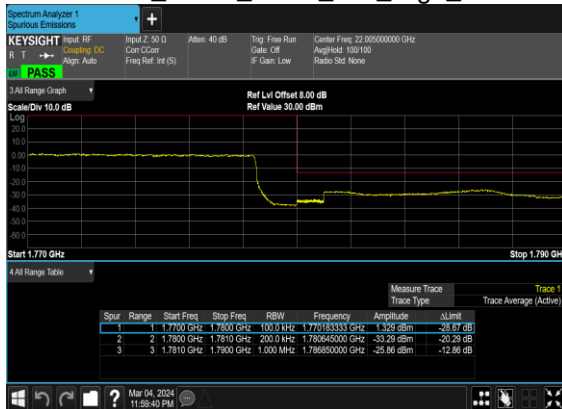 Spectrum Analyzer 1
Spurious Emissions
+
KEYSIGHT Input: RF Input Z: 50 Ω Atten: 40 dB Trig: Free Run Center Freq: 22.005000000 GHz
R T Coupling: DC Corr CCorr Gate: Off Avg|Hold: 100/100
Align: Auto Freq Ref: Int (S) IF Gain: Low Radio Std: None
PASS
3 All Range Graph Ref Lvl Offset 8.00 dB
Scale/Div 10.0 dB Ref Value 30.00 dBm
Log
20.0
10.0
0.00
-10.0
-20.0
-30.0
-40.0
-50.0
-60.0
Start 1.770 GHz Stop 1.790 GHz
4 All Range Table
Measure Trace Trace 1
Trace Type Trace Average (Active)
Spur Range Start Freq Stop Freq RBW Frequency Amplitude ΔLimit
1 1 1.7700 GHz 1.7800 GHz 100.0 kHz 1.770183333 GHz 1.329 dBm -28.67 dB
2 2 1.7800 GHz 1.7810 GHz 200.0 kHz 1.780645000 GHz -33.29 dBm -20.29 dB
3 3 1.7810 GHz 1.7900 GHz 1.000 MHz 1.786850000 GHz -25.86 dBm -12.86 dB
? Mar 04, 2024
11:59:40 PM